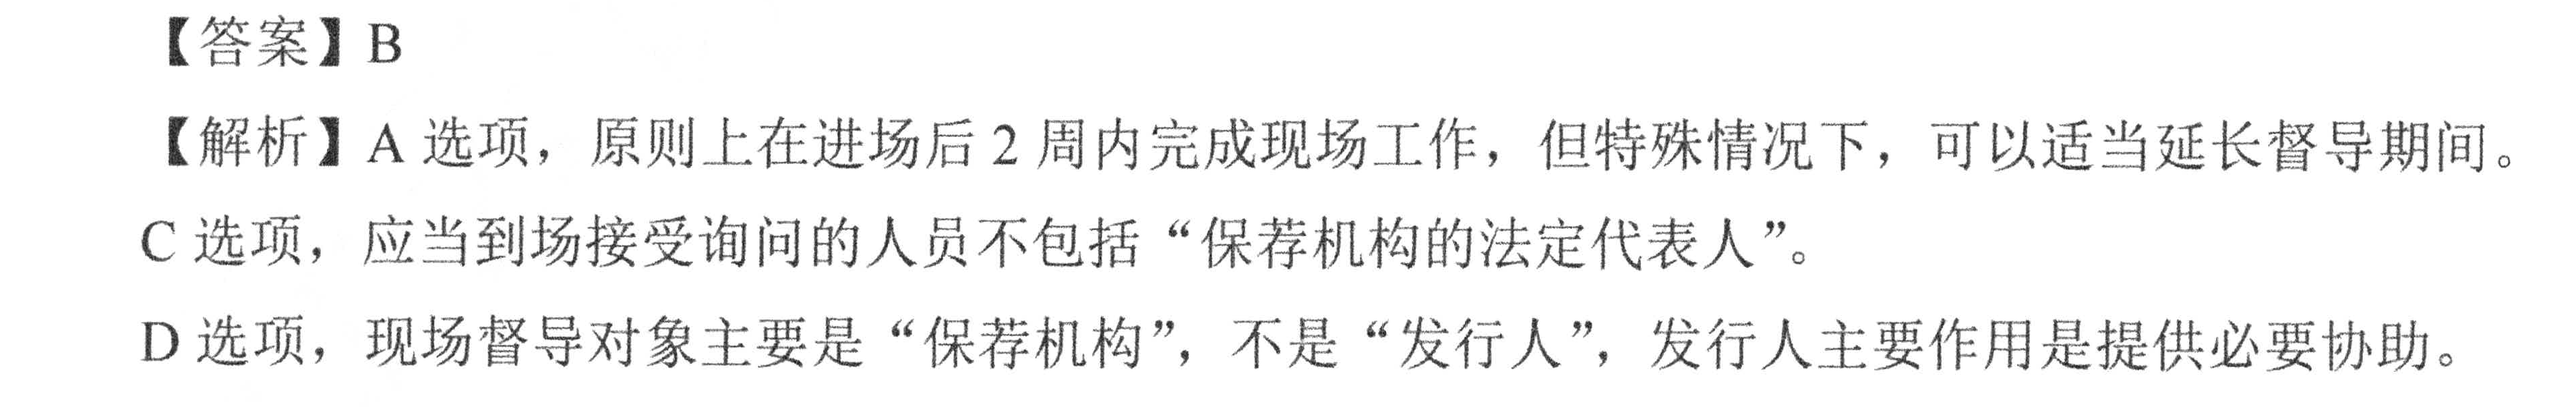 【答案】B
【解析】A 选项，原则上在进场后 2 周内完成现场工作，但特殊情况下，可以适当延长督导期间。
C 选项，应当到场接受询问的人员不包括“保荐机构的法定代表人”。
D 选项，现场督导对象主要是“保荐机构”，不是“发行人”，发行人主要作用是提供必要协助。